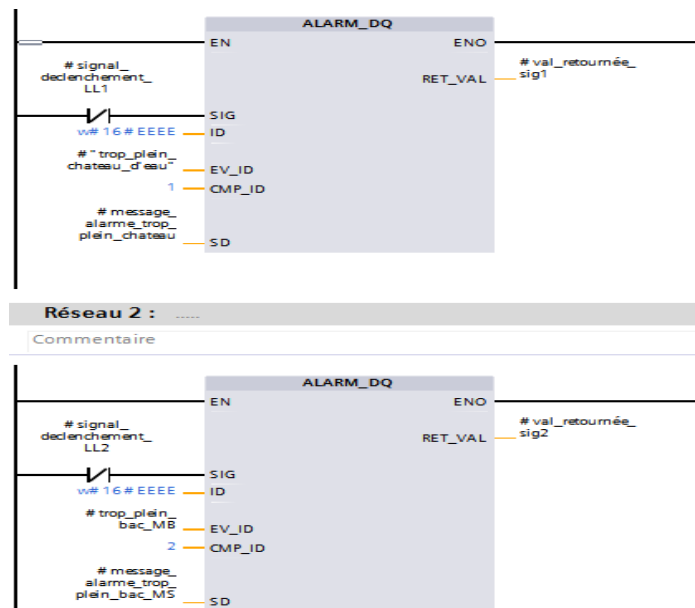 ALARM_DQ
EN ENO
# signal_
declenchement_
LL1
RET_VAL
# val_retournée_
sig1
SIG
w#16#EEEE ID
# "trop_plein_
chateau_d'eau"
EV_ID
1 CMP_ID
# message_
alarme_trop_
plein_chateau
SD
Réseau 2 : .....
Commentaire
ALARM_DQ
EN ENO
# signal_
declenchement_
LL2
RET_VAL
# val_retournée_
sig2
SIG
w#16#EEEE ID
# trop_plein_
bac_MB
EV_ID
2 CMP_ID
# message_
alarme_trop_
plein_bac_MS
SD